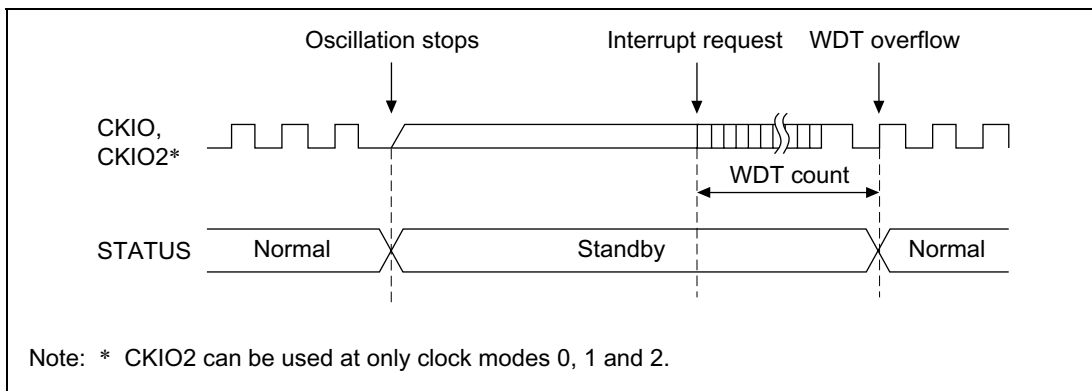 Oscillation stops Interrupt request WDT overflow
CKIO,
CKIO2*
WDT count
STATUS Normal Standby Normal
Note: * CKIO2 can be used at only clock modes 0, 1 and 2.